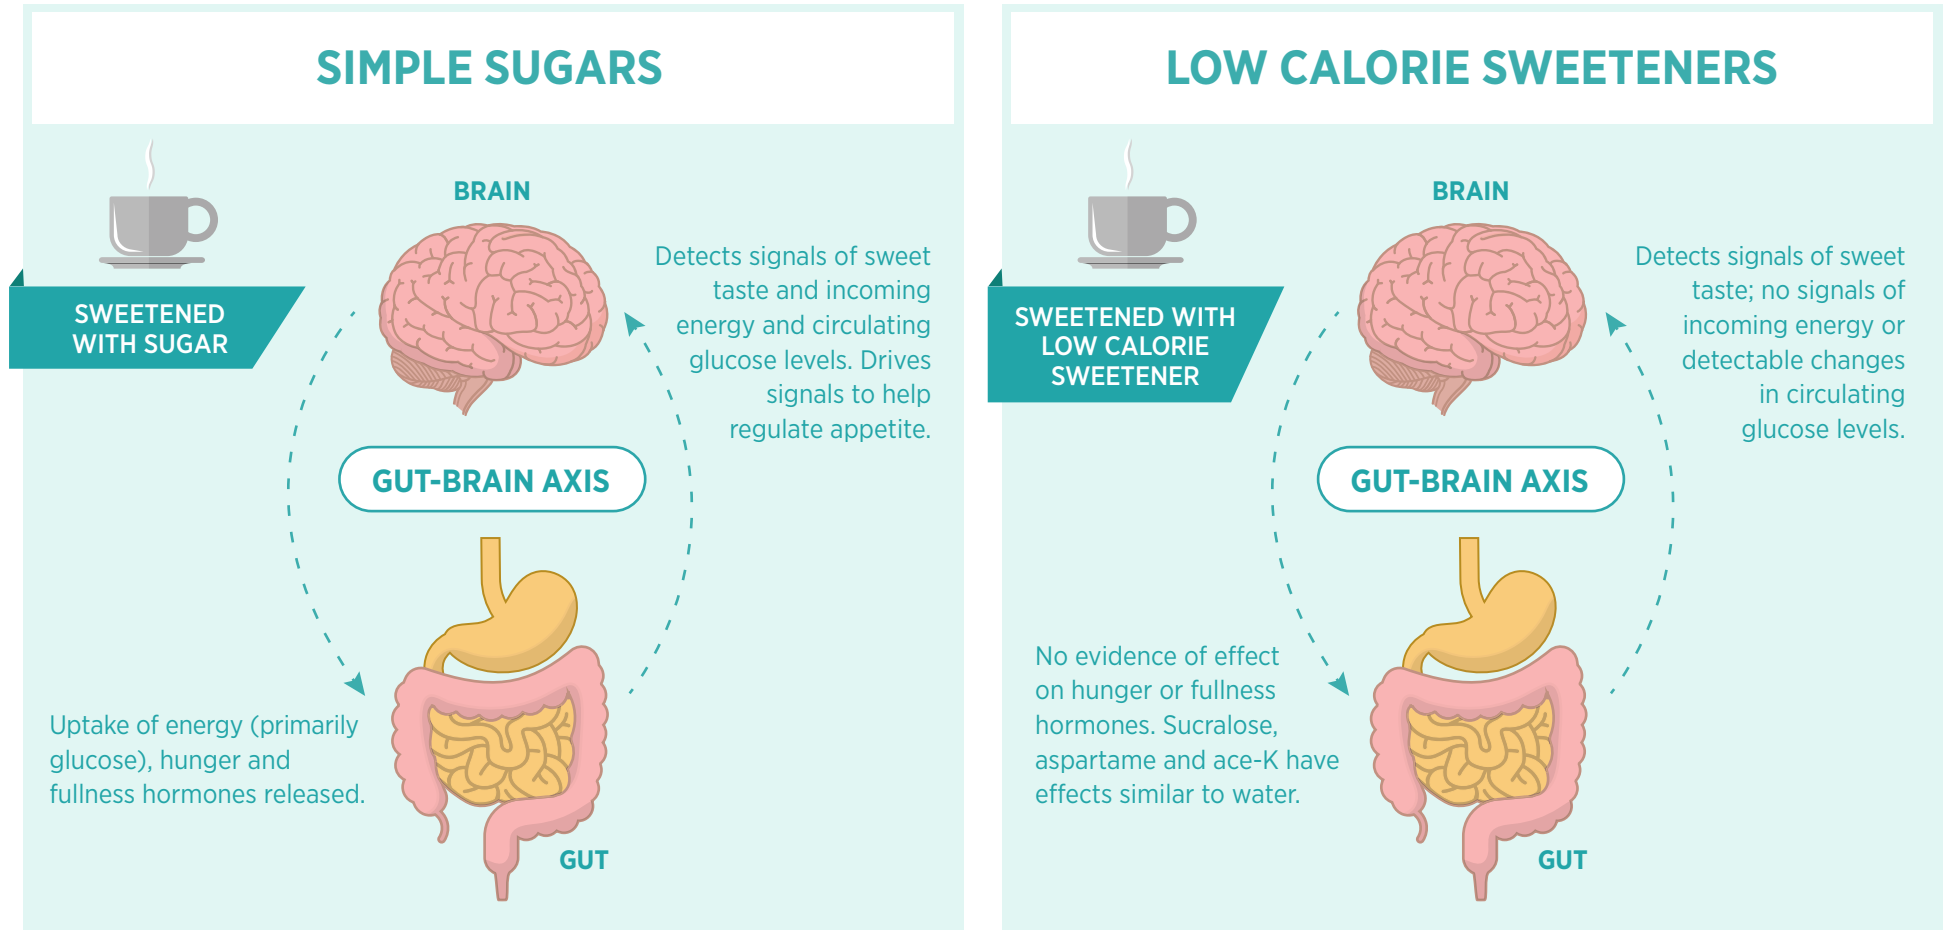 SIMPLE SUGARS
BRAIN
SWEETENED
WITH SUGAR
Detects signals of sweet
taste and incoming
energy and circulating
glucose levels. Drives
signals to help
regulate appetite.
GUT-BRAIN AXIS
Uptake of energy (primarily
glucose), hunger and
fullness hormones released.
GUT
LOW CALORIE SWEETENERS
BRAIN
SWEETENED WITH
LOW CALORIE
SWEETENER
Detects signals of sweet
taste; no signals of
incoming energy or
detectable changes
in circulating
glucose levels.
GUT-BRAIN AXIS
No evidence of effect
on hunger or fullness
hormones. Sucralose,
aspartame and ace-K have
effects similar to water.
GUT